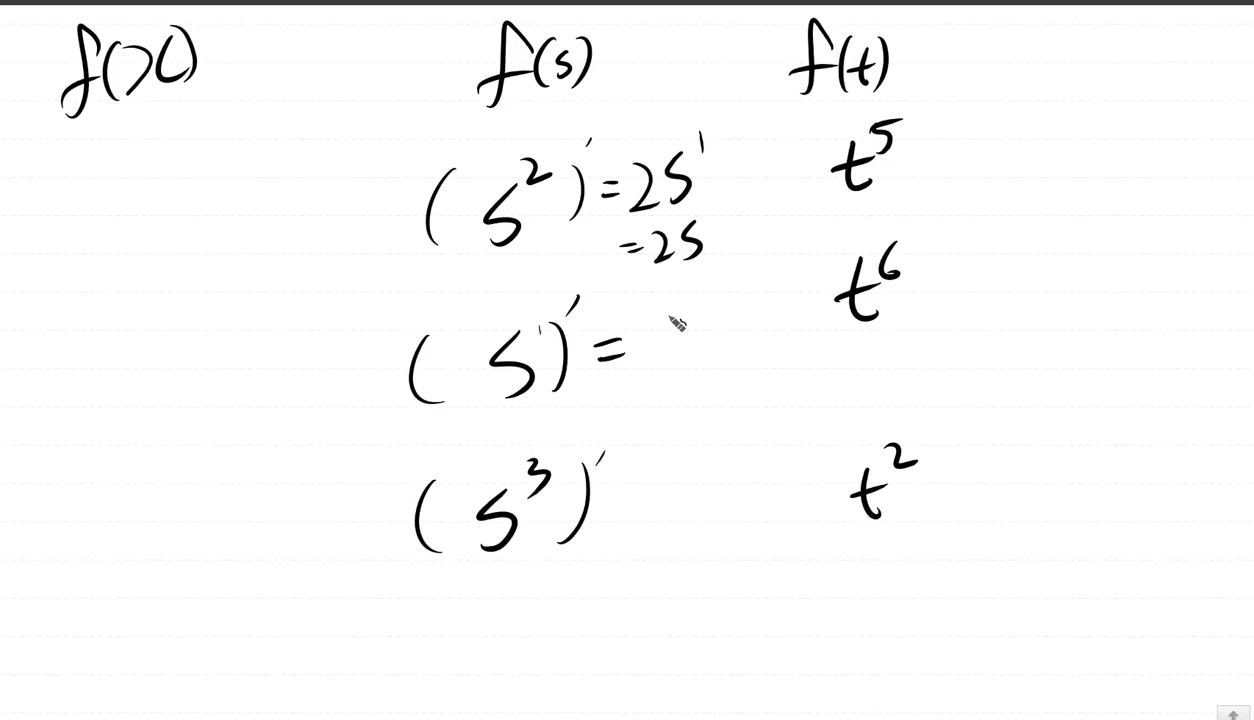 f(x) f(s) f(t)
(s²)' = 2s¹ t⁵
= 2s
t⁶
(s¹)' =
(s³)' t²